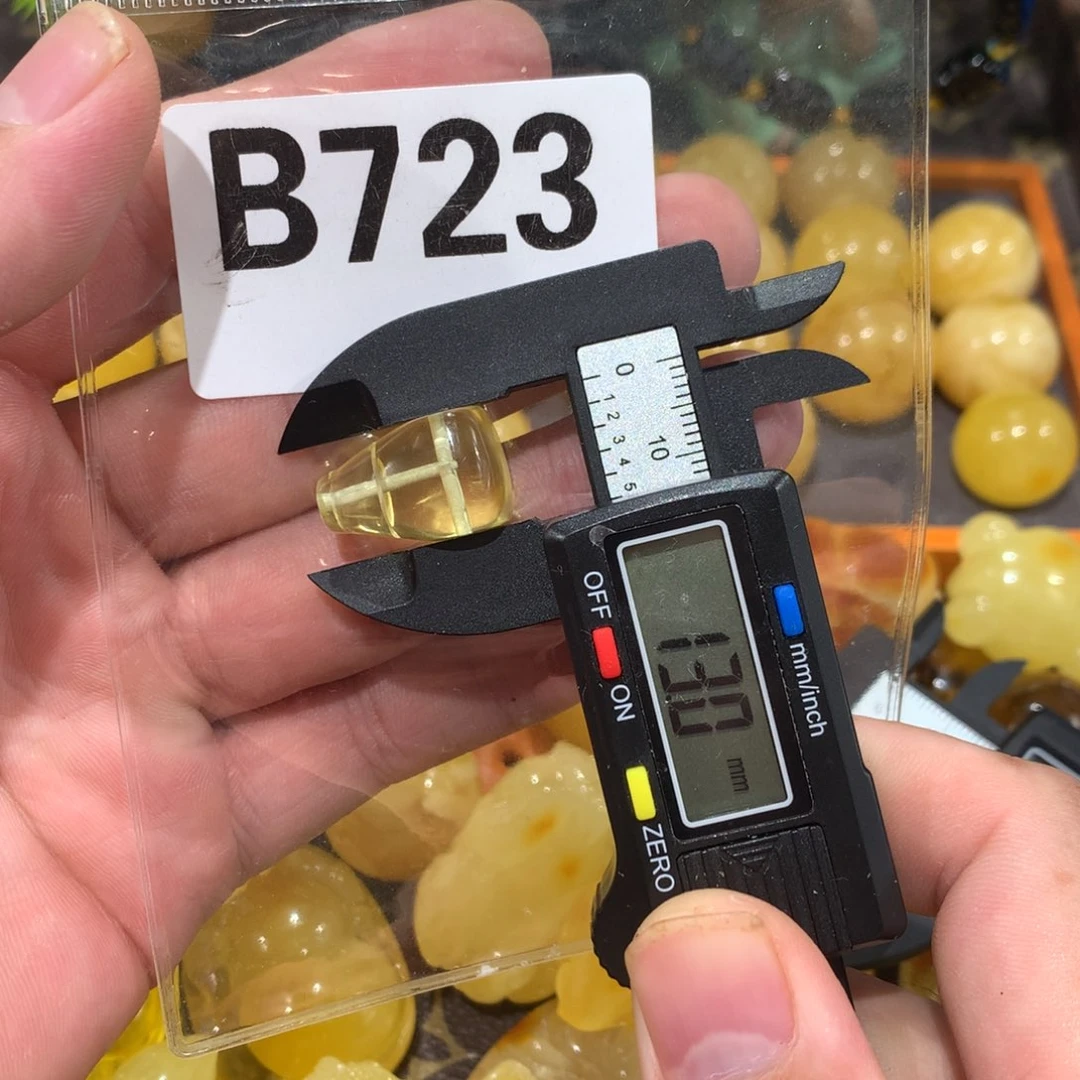 B723
0
10
1 2 3 4 5
OFF
ON
mm/inch
mm
ZERO